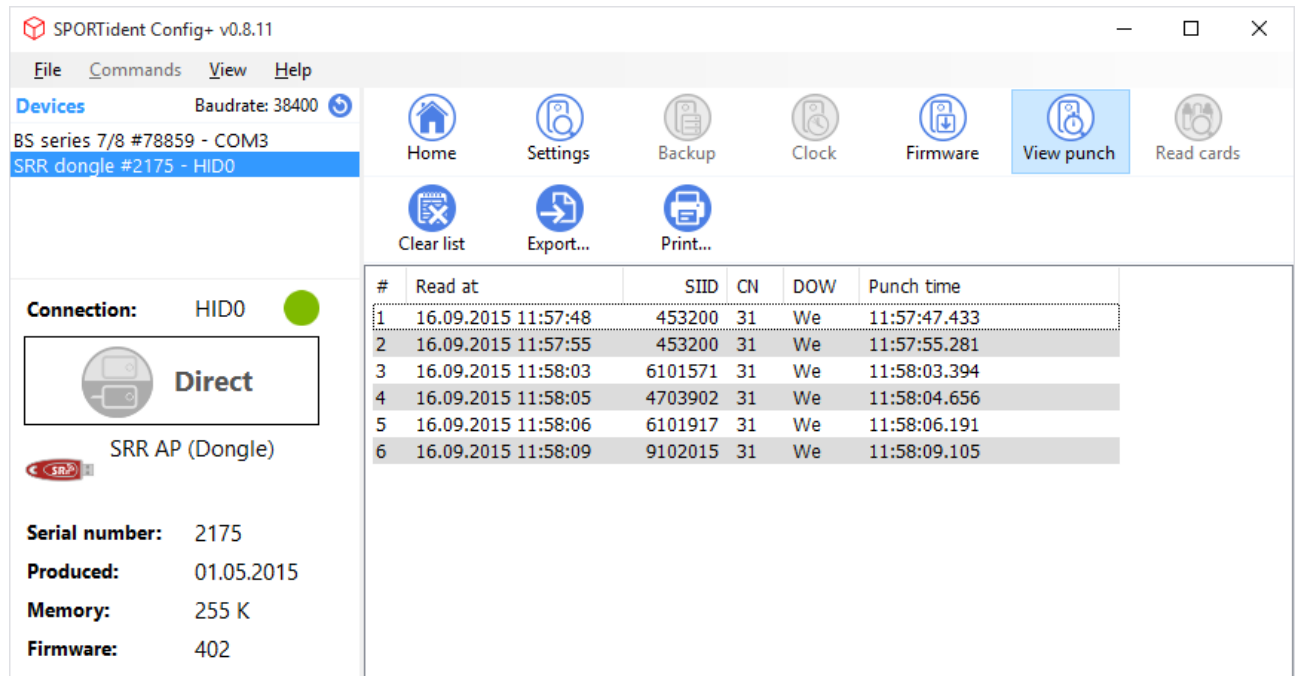 SPORTident Config+ v0.8.11
File Commands View Help
Devices Baudrate: 38400
BS series 7/8 #78859 - COM3
SRR dongle #2175 - HID0
Home Settings Backup Clock Firmware View punch Read cards
Clear list Export... Print...
Connection: HID0
Direct
SRR AP (Dongle)
SRR
Serial number: 2175
Produced: 01.05.2015
Memory: 255 K
Firmware: 402
# Read at SIID CN DOW Punch time
1 16.09.2015 11:57:48 453200 31 We 11:57:47.433
2 16.09.2015 11:57:55 453200 31 We 11:57:55.281
3 16.09.2015 11:58:03 6101571 31 We 11:58:03.394
4 16.09.2015 11:58:05 4703902 31 We 11:58:04.656
5 16.09.2015 11:58:06 6101917 31 We 11:58:06.191
6 16.09.2015 11:58:09 9102015 31 We 11:58:09.105